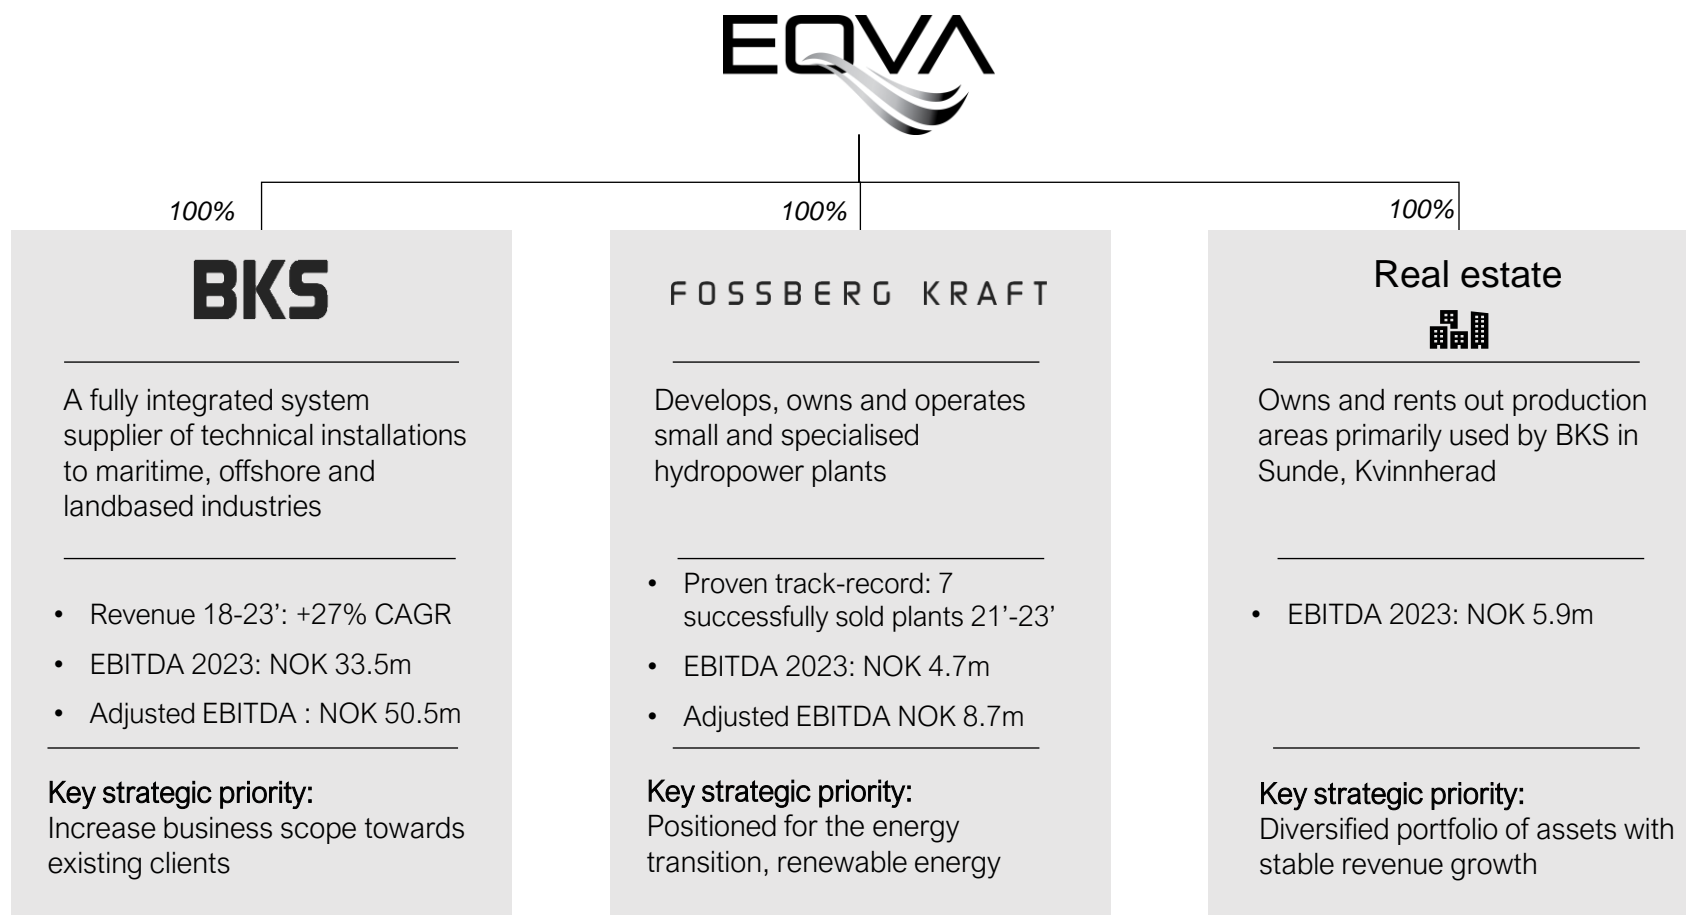 EQVA
100%
100%
100%
BKS
A fully integrated system
supplier of technical installations
to maritime, offshore and
landbased industries
• Revenue 18-23’: +27% CAGR
• EBITDA 2023: NOK 33.5m
• Adjusted EBITDA : NOK 50.5m
Key strategic priority:
Increase business scope towards
existing clients
FOSSBERG KRAFT
Develops, owns and operates
small and specialised
hydropower plants
• Proven track-record: 7
successfully sold plants 21’-23’
• EBITDA 2023: NOK 4.7m
• Adjusted EBITDA NOK 8.7m
Key strategic priority:
Positioned for the energy
transition, renewable energy
Real estate
Owns and rents out production
areas primarily used by BKS in
Sunde, Kvinnherad
• EBITDA 2023: NOK 5.9m
Key strategic priority:
Diversified portfolio of assets with
stable revenue growth